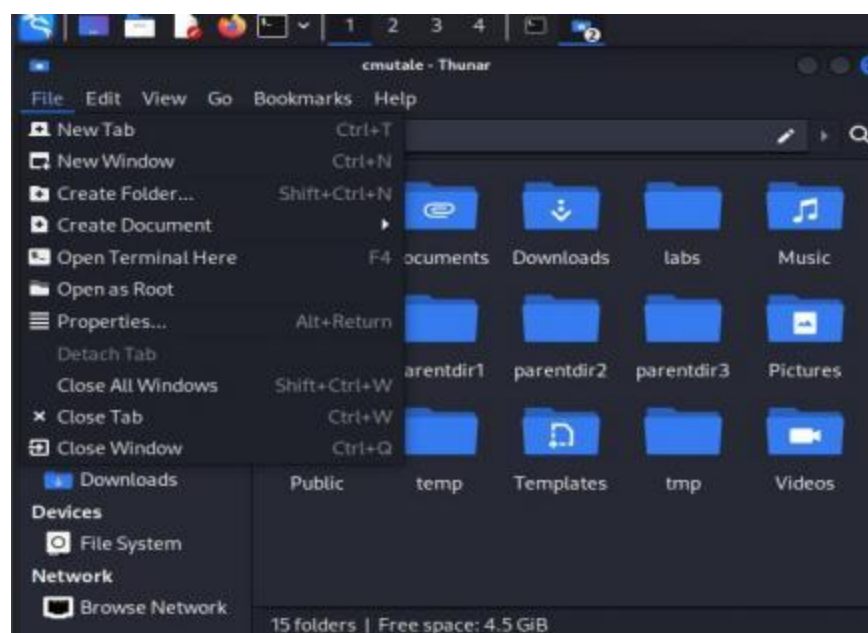 1 2 3 4
2
cmutale - Thunar
File Edit View Go Bookmarks Help
New Tab Ctrl+T
New Window Ctrl+N
Create Folder... Shift+Ctrl+N
Create Document
Open Terminal Here F4
Open as Root
Properties... Alt+Return
Detach Tab
Close All Windows Shift+Ctrl+W
Close Tab Ctrl+W
Close Window Ctrl+Q
ocuments Downloads labs Music
arentdir1 parentdir2 parentdir3 Pictures
Public temp Templates tmp Videos
Downloads
Devices
File System
Network
Browse Network
15 folders | Free space: 4.5 GiB